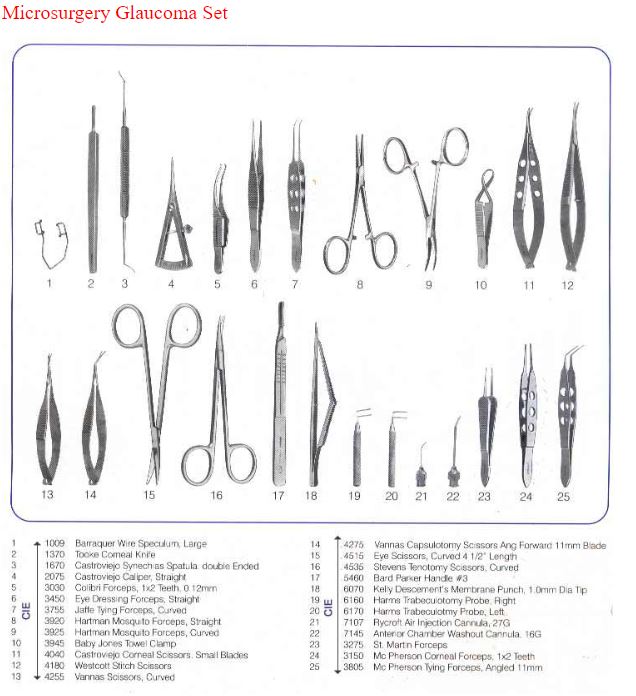 Microsurgery Glaucoma Set
1 2 3 4 5 6 7 8 9 10 11 12
13 14 15 16 17 18 19 20 21 22 23 24 25
CIE
1 1009 Barraquer Wire Speculum, Large
2 1370 Tooke Corneal Knife
3 1670 Castroviejo Synechias Spatula. double Ended
4 2075 Castroviejo Caliper, Straight
5 3030 Colibri Forceps, 1x2 Teeth, 0.12mm
6 3450 Eye Dressing Forceps, Straight
7 3755 Jaffe Tying Forceps, Curved
8 3920 Hartman Mosquito Forceps, Straight
9 3925 Hartman Mosquito Forceps, Curved
10 3945 Baby Jones Towel Clamp
11 4040 Castroviejo Corneal Scissors. Small Blades
12 4180 Westcott Stitch Scissors
13 4255 Vannas Scissors, Curved
CIE
14 4275 Vannas Capsulotomy Scissors Ang Forward 11mm Blade
15 4515 Eye Scissors, Curved 4 1/2" Length
16 4535 Stevens Tenotomy Scissors, Curved
17 5460 Bard Parker Handle #3
18 6070 Kelly Descement's Membrane Punch, 1.0mm Dia Tip
19 6160 Harms Trabeculotomy Probe, Right
20 6170 Harms Trabeculotmy Probe, Left
21 7107 Rycroft Air Injection Cannula, 27G
22 7145 Anterior Chamber Washout Cannula, 16G
23 3275 St. Martin Forceps
24 3150 Mc Pherson Corneal Forceps, 1x2 Teeth
25 3805 Mc Pherson Tying Forceps, Angled 11mm